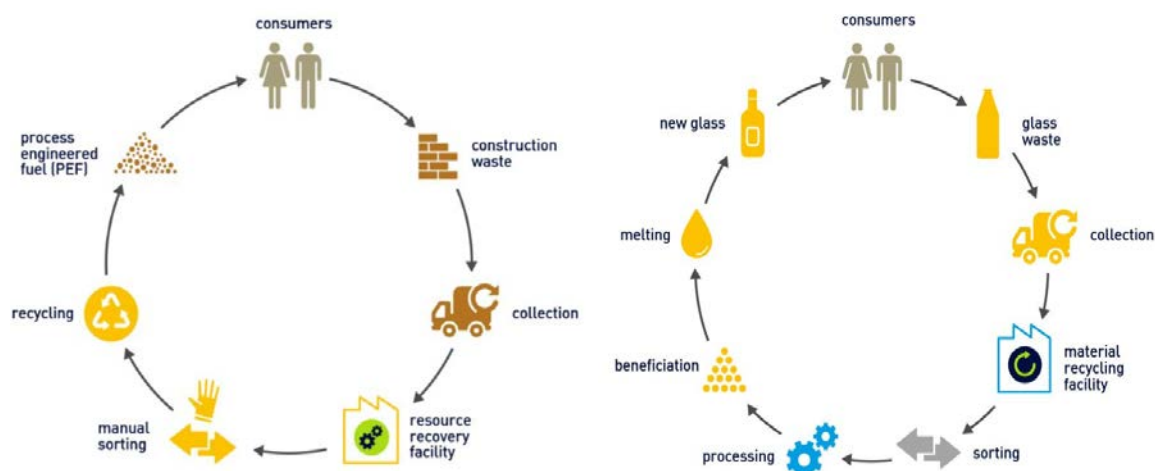 consumers
construction
waste
collection
resource
recovery
facility
manual
sorting
recycling
process
engineered
fuel (PEF)
consumers
glass
waste
collection
material
recycling
facility
sorting
processing
beneficiation
melting
new glass